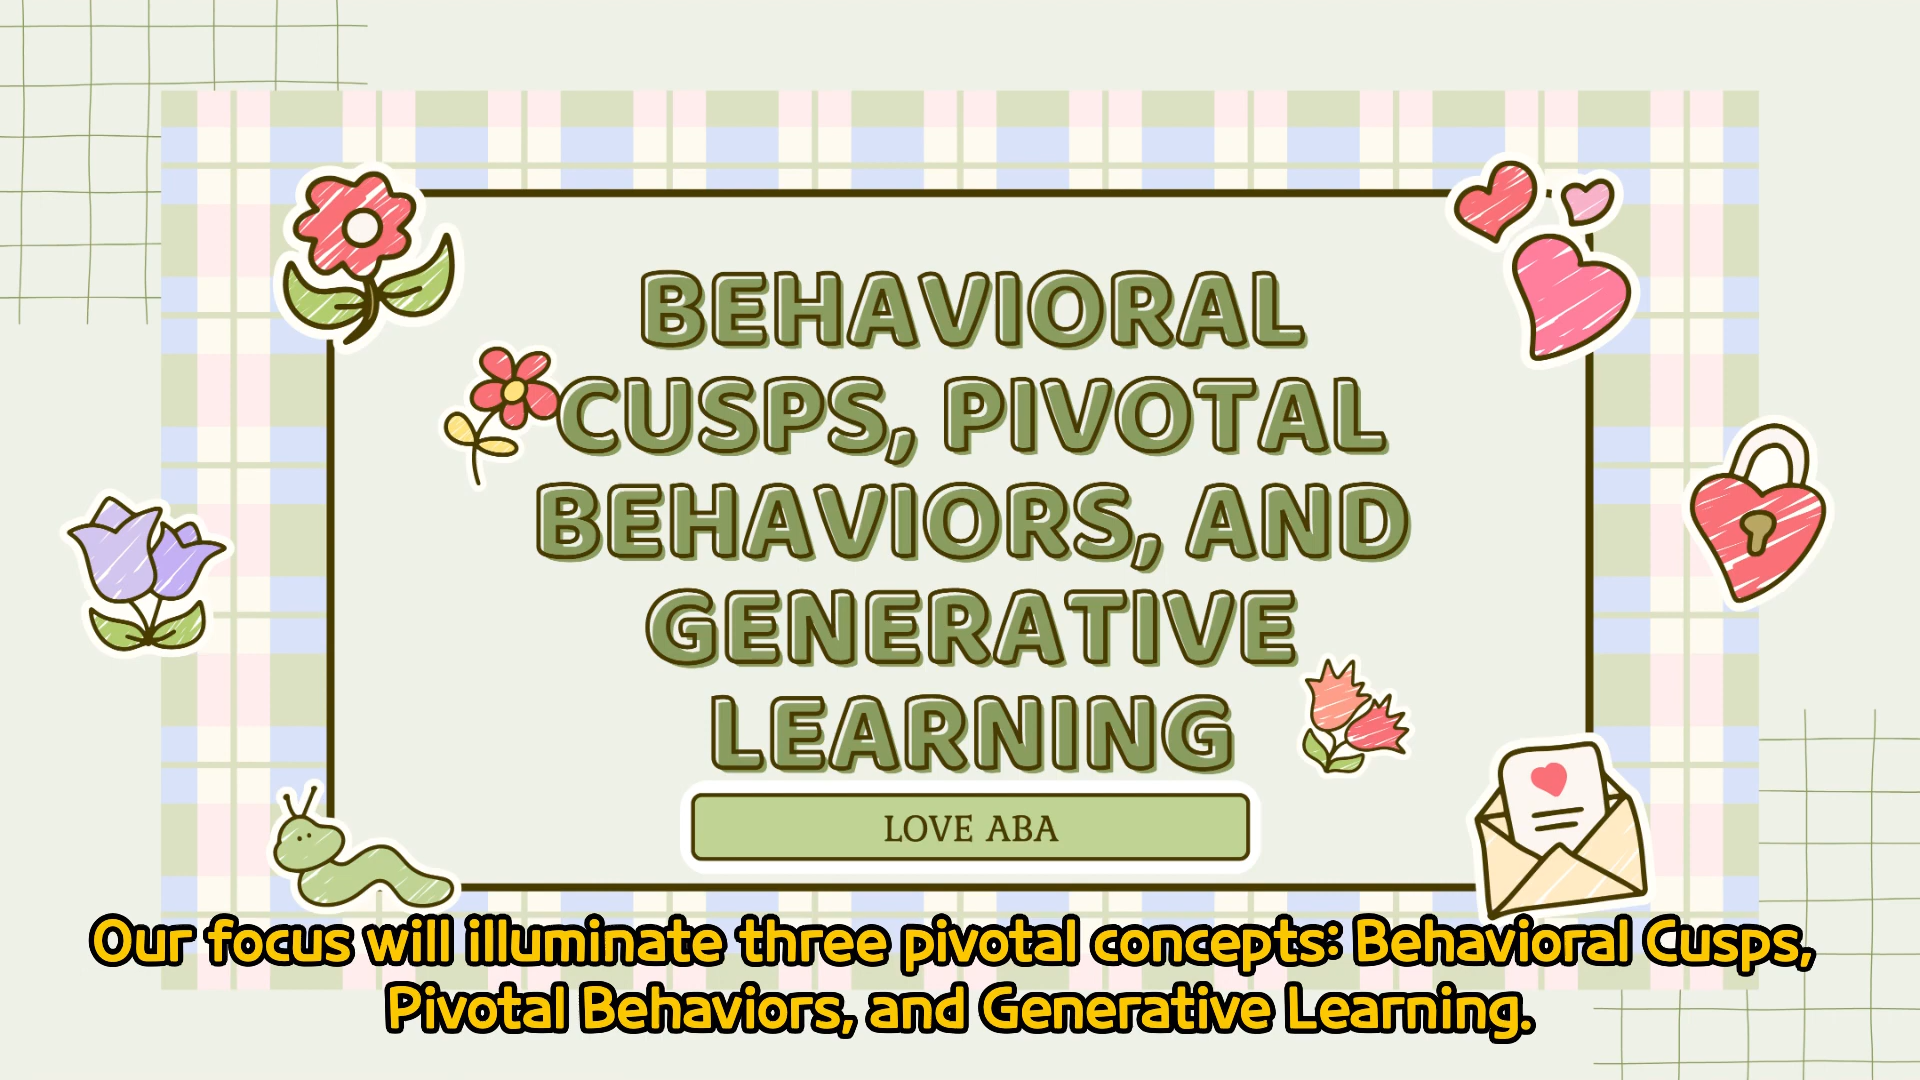 BEHAVIORAL
CUSPS, PIVOTAL
BEHAVIORS, AND
GENERATIVE
LEARNING
LOVE ABA
Our focus will illuminate three pivotal concepts: Behavioral Cusps,
Pivotal Behaviors, and Generative Learning.